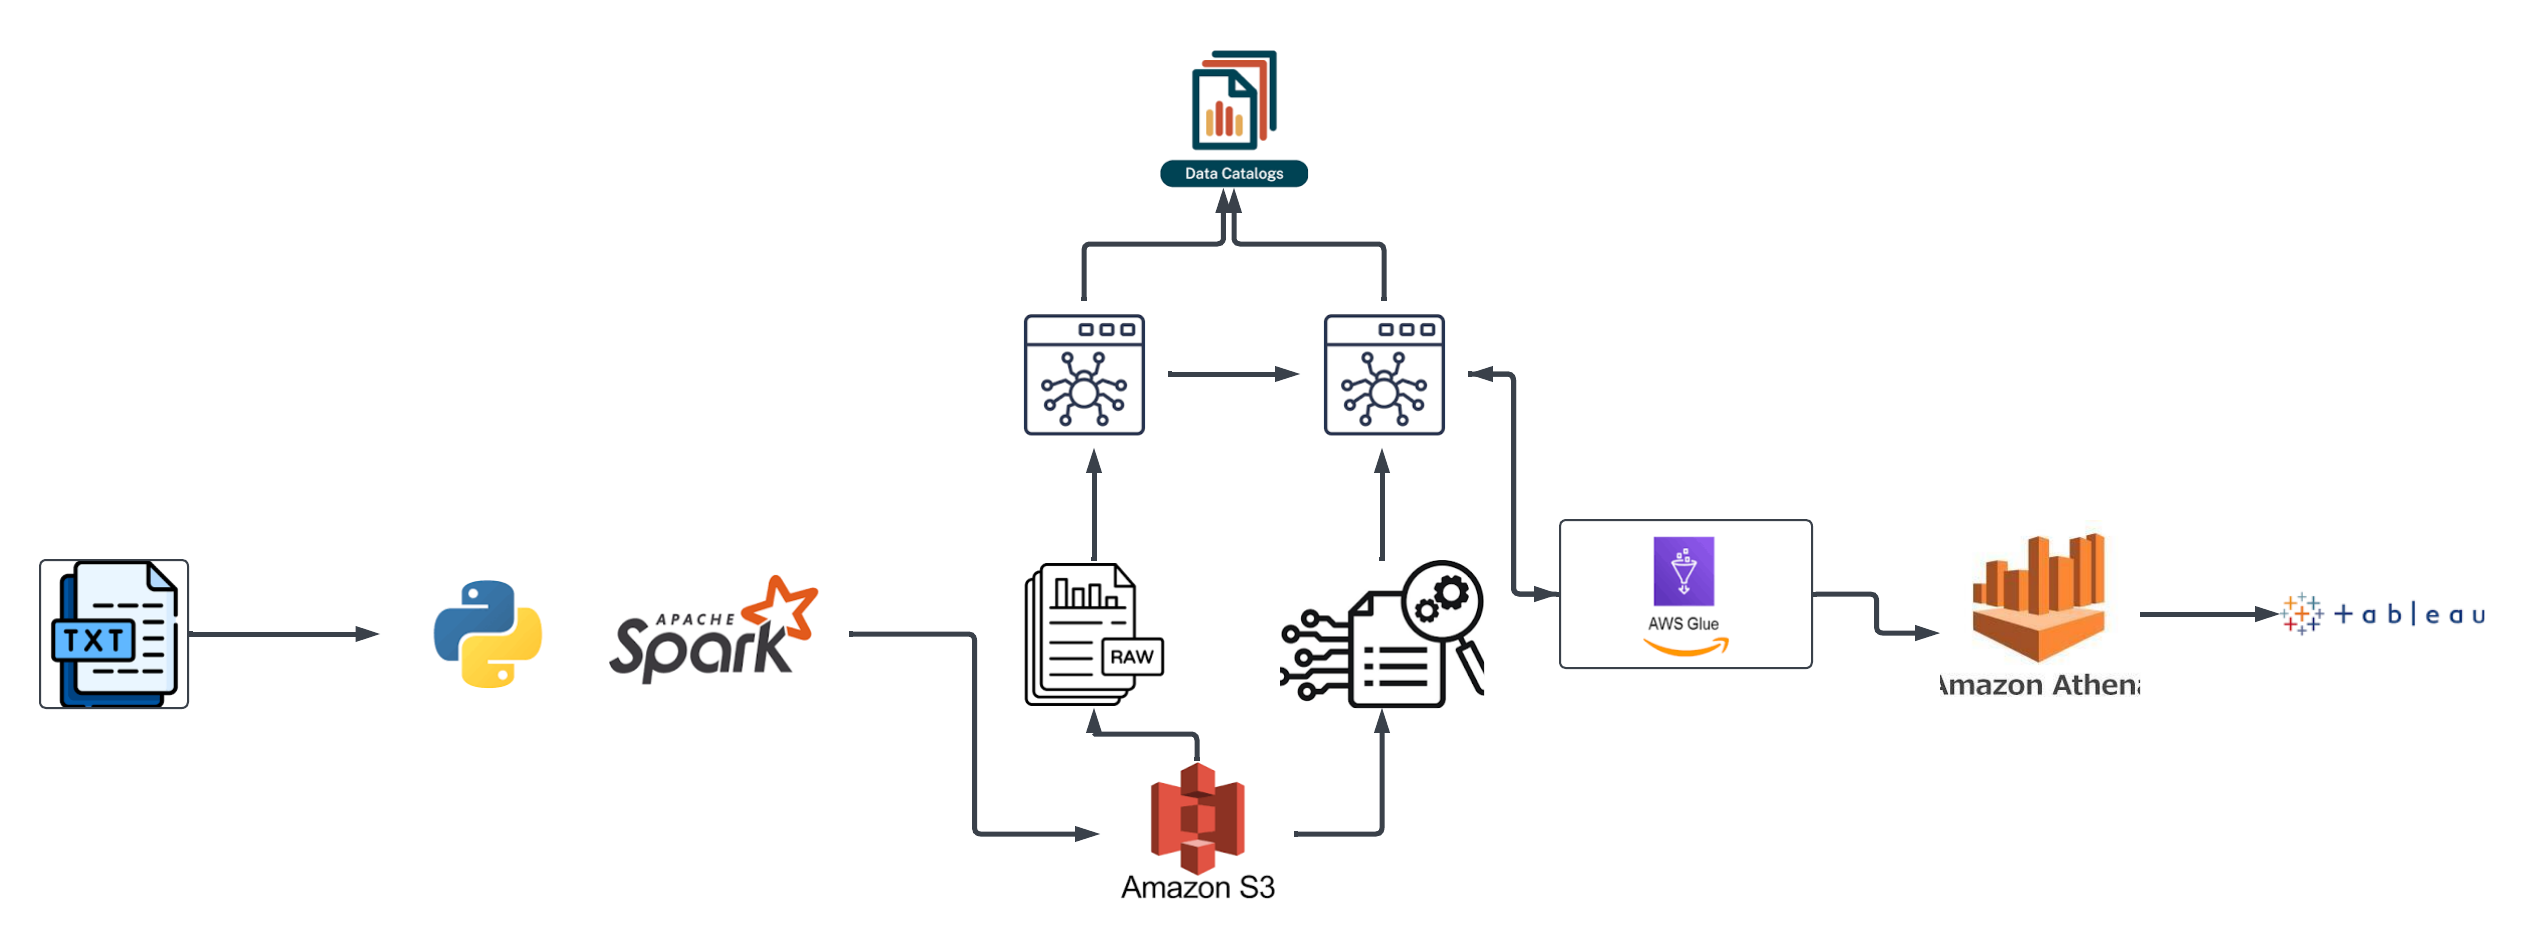 Data Catalogs
TXT
APACHE
Spark
RAW
AWS Glue
Amazon Athena
+ a b | e a u
Amazon S3